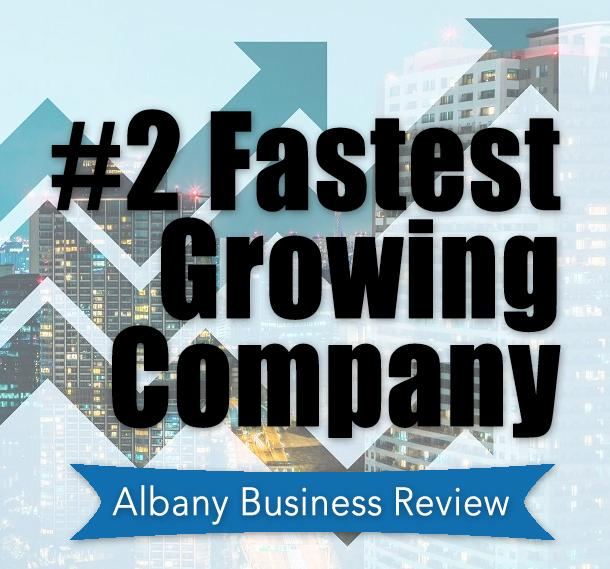 #2 Fastest
Growing
Company
Albany Business Review